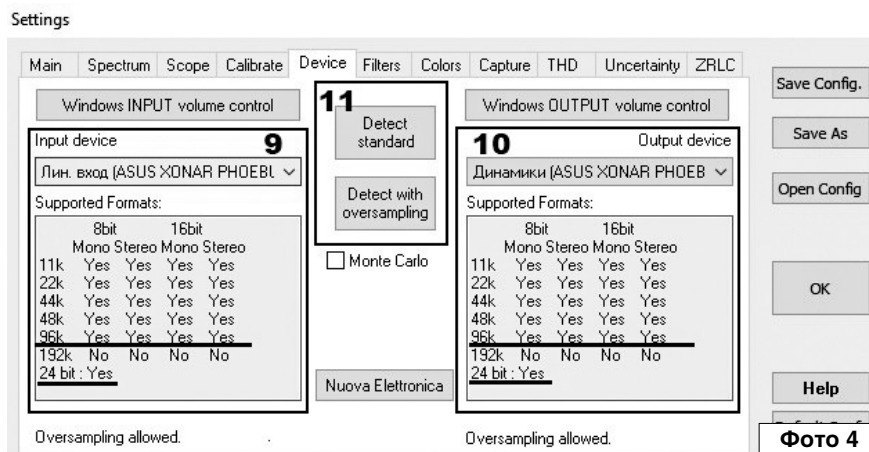 Settings
Main Spectrum Scope Calibrate Device Filters Colors Capture THD Uncertainty ZRLC
Windows INPUT volume control
Input device
9
Лин. вход (ASUS XONAR PHOEBU
Supported Formats:
8bit 16bit
Mono Stereo Mono Stereo
11k Yes Yes Yes Yes
22k Yes Yes Yes Yes
44k Yes Yes Yes Yes
48k Yes Yes Yes Yes
96k Yes Yes Yes Yes
192k No No No No
24 bit : Yes
Oversampling allowed.
11
Detect
standard
Detect with
oversampling
Monte Carlo
Nuova Elettronica
Windows OUTPUT volume control
10
Output device
Динамики (ASUS XONAR PHOEB
Supported Formats:
8bit 16bit
Mono Stereo Mono Stereo
11k Yes Yes Yes Yes
22k Yes Yes Yes Yes
44k Yes Yes Yes Yes
48k Yes Yes Yes Yes
96k Yes Yes Yes Yes
192k No No No No
24 bit : Yes
Oversampling allowed.
Save Config.
Save As
Open Config
OK
Help
Фото 4